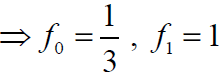 ⇒ f₀ = 1/3 , f₁ = 1